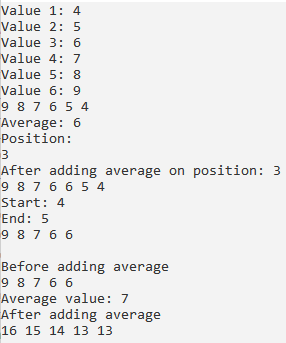 Value 1: 4
Value 2: 5
Value 3: 6
Value 4: 7
Value 5: 8
Value 6: 9
9 8 7 6 5 4
Average: 6
Position:
3
After adding average on position: 3
9 8 7 6 6 5 4
Start: 4
End: 5
9 8 7 6 6
Before adding average
9 8 7 6 6
Average value: 7
After adding average
16 15 14 13 13